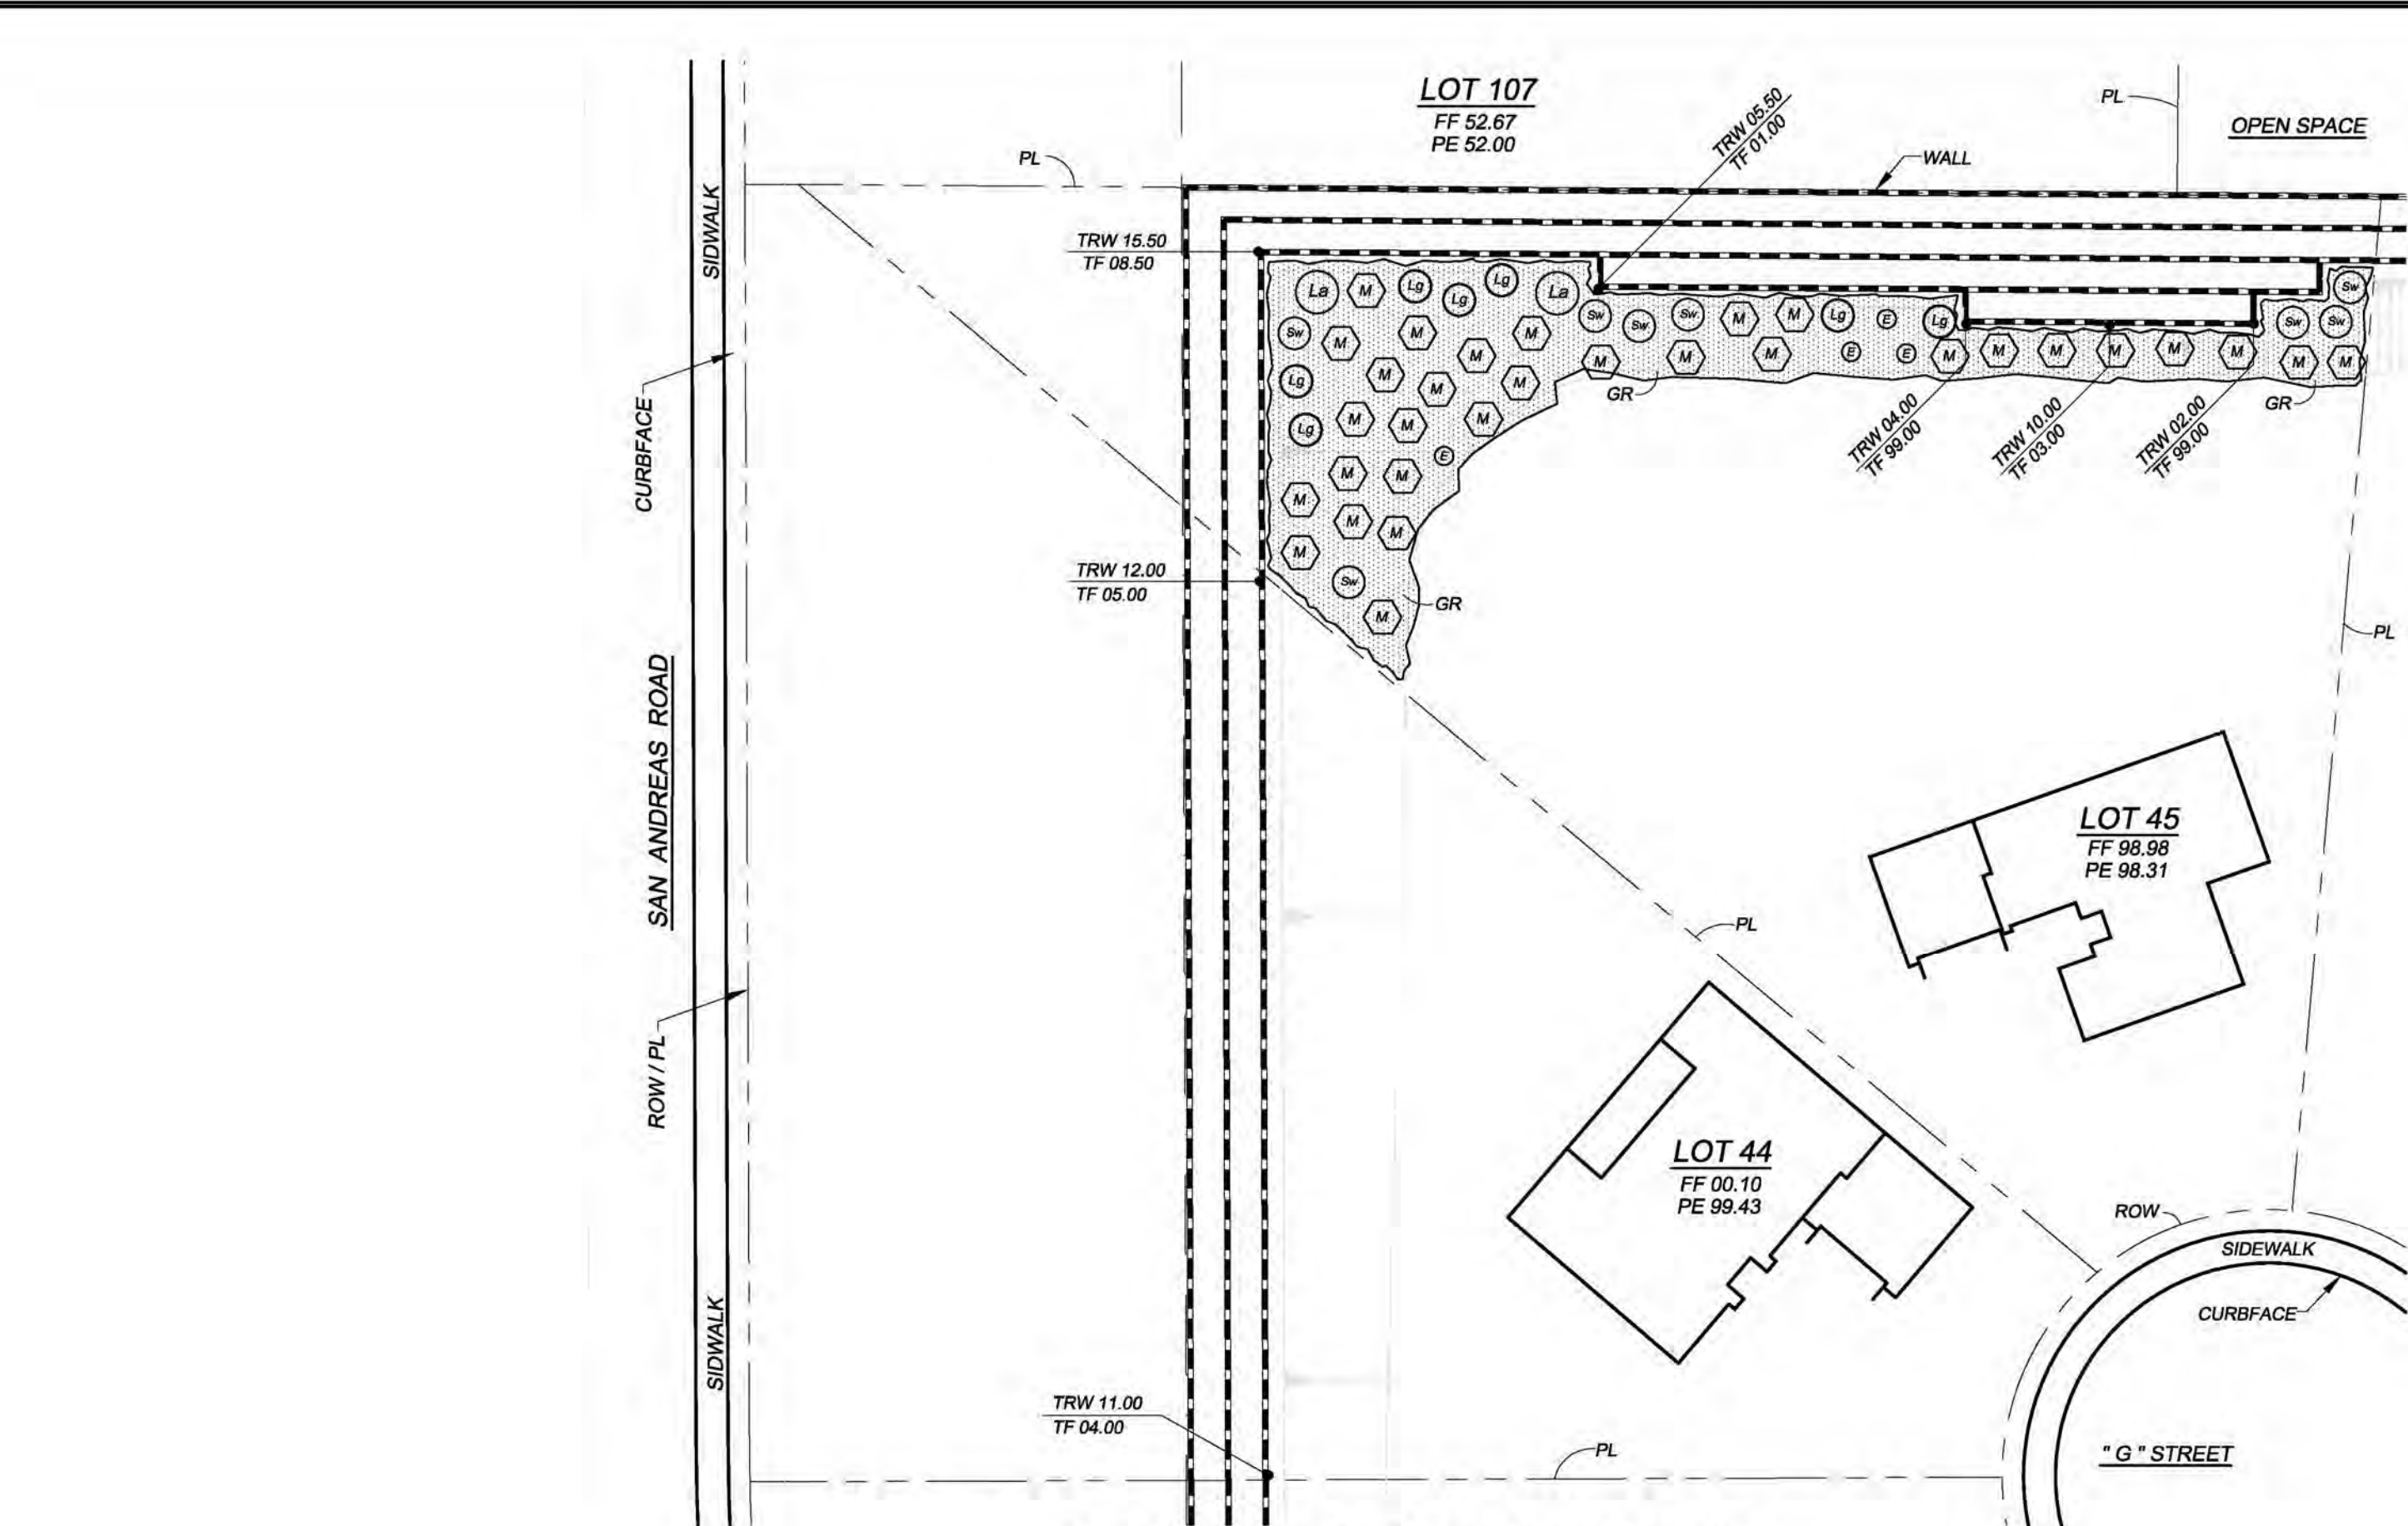 LOT 107
FF 52.67
PE 52.00
TRW 05.50
TF 01.00
PL
OPEN SPACE
PL
WALL
SIDWALK
TRW 15.50
TF 08.50
La
M
Lg
Lg
Lg
La
Sw
Sw
M
M
M
Sw
Sw
Sw
M
M
Lg
E
Lg
Sw
Sw
M
M
M
M
M
E
E
M
M
M
M
M
M
M
M
Lg
M
M
M
GR
GR
CURBFACE
Lg
M
M
M
E
TRW 04.00
TF 99.00
TRW 10.00
TF 03.00
TRW 02.00
TF 99.00
M
M
M
M
M
M
Sw
M
GR
TRW 12.00
TF 05.00
PL
SAN ANDREAS ROAD
LOT 45
FF 98.98
PE 98.31
PL
ROW / PL
LOT 44
FF 00.10
PE 99.43
ROW
SIDEWALK
CURBFACE
SIDWALK
TRW 11.00
TF 04.00
PL
" G " STREET